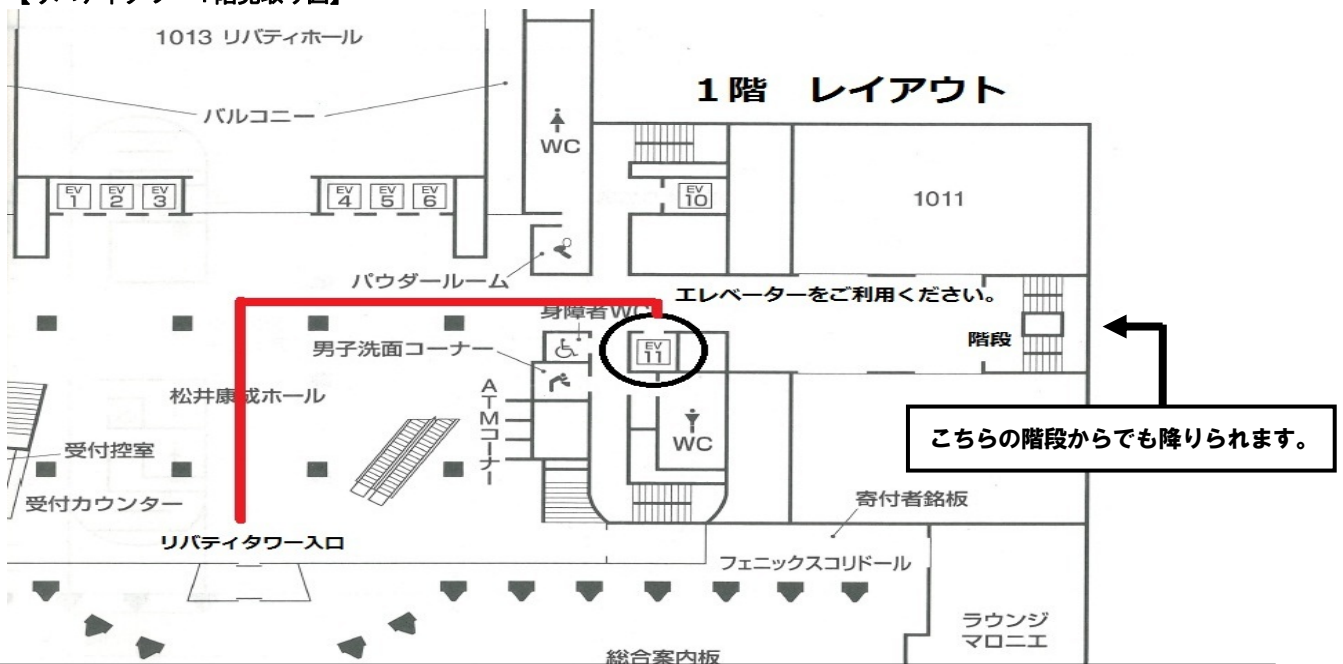 1013 リバティホール
1階 レイアウト
バルコニー
WC
EV
1
EV
2
EV
3
EV
4
EV
5
EV
6
EV
10
1011
パウダールーム
エレベーターをご利用ください。
身障者WC
男子洗面コーナー
EV
11
階段
松井康成ホール
ATMコーナー
WC
こちらの階段からでも降りられます。
受付控室
受付カウンター
寄付者銘板
リバティタワー入口
フェニックスコリドール
ラウンジ
マロニエ
総合案内板